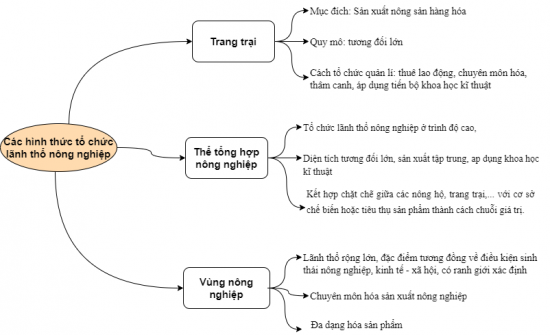 Các hình thức tổ chức
lãnh thổ nông nghiệp
Trang trại
Mục đích: Sản xuất nông sản hàng hóa
Quy mô: tương đối lớn
Cách tổ chức quản lí: thuê lao động, chuyên môn hóa,
thâm canh, áp dụng tiến bộ khoa học kĩ thuật
Thể tổng hợp
nông nghiệp
Tổ chức lãnh thổ nông nghiệp ở trình độ cao,
Diện tích tương đối lớn, sản xuất tập trung, ap dụng khoa học
kĩ thuật
Kết hợp chặt chẽ giữa các nông hộ, trang trại,... với cơ sở
chế biến hoặc tiêu thụ sản phẩm thành cách chuỗi giá trị.
Vùng nông
nghiệp
Lãnh thổ rộng lớn, đặc điểm tương đồng về điều kiện sinh
thái nông nghiệp, kinh tế - xã hội, có ranh giới xác định
Chuyên môn hóa sản xuất nông nghiệp
Đa dạng hóa sản phẩm